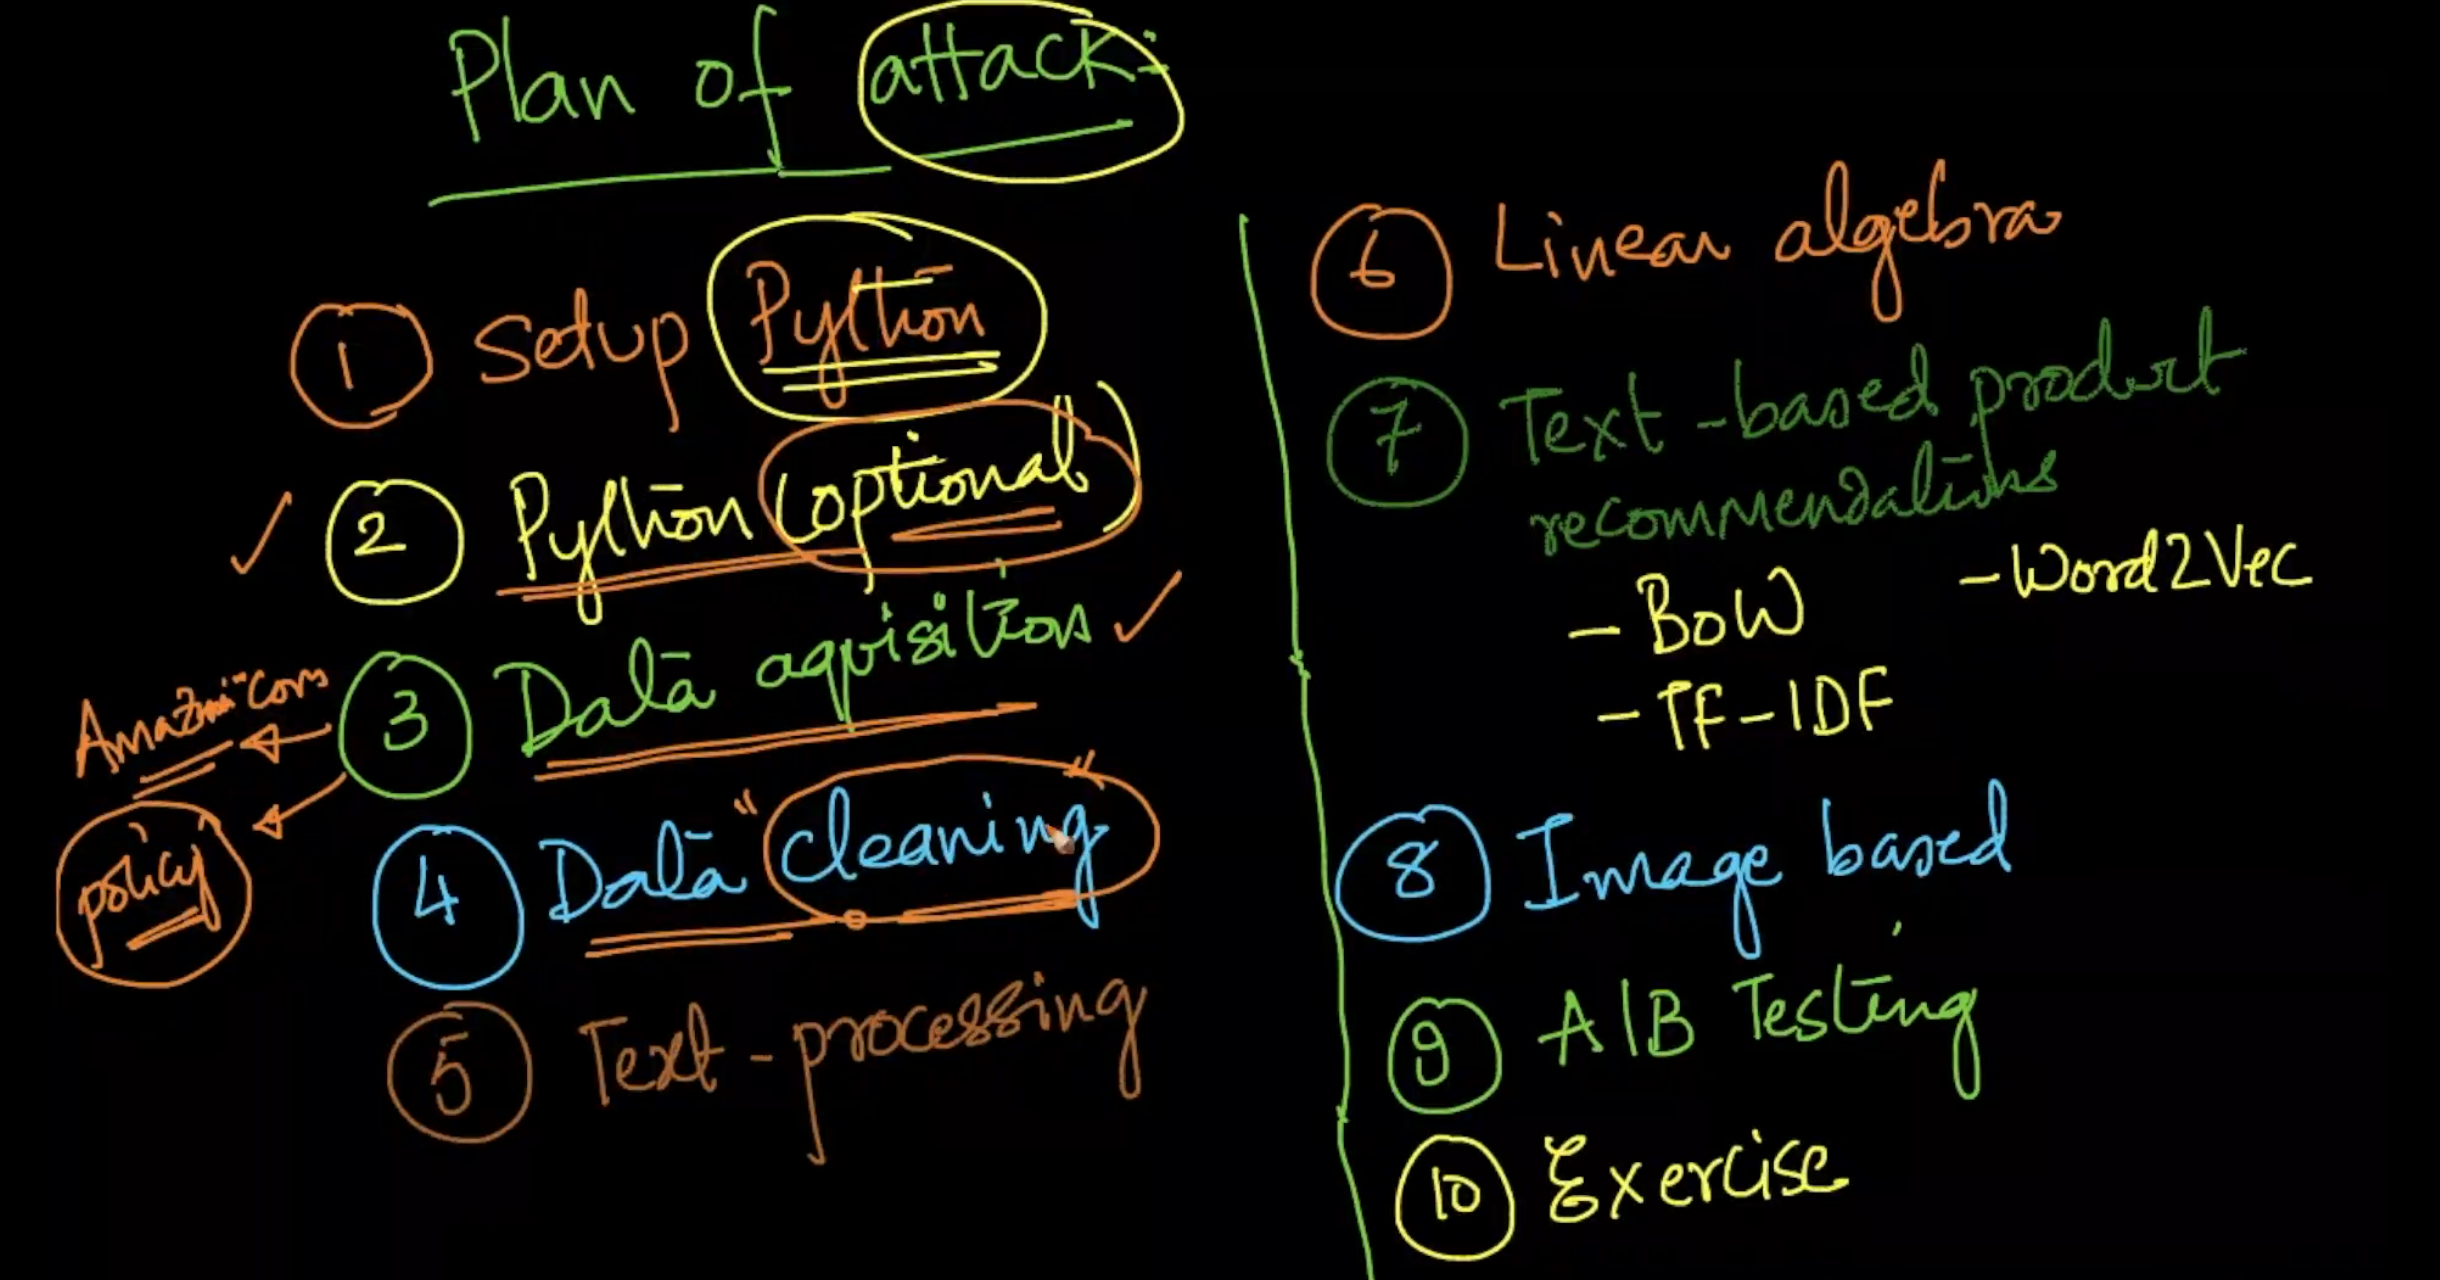 Plan of attack:-
1 Setup Python
2 Python (optional)
3 Data aquisition
Amazon.com
policy
4 Data "cleaning"
5 Text-processing
6 Linear algebra
7 Text-based product
recommendations
- BOW
- Word2Vec
- TF-IDF
8 Image based
9 A/B Testing
10 Exercise